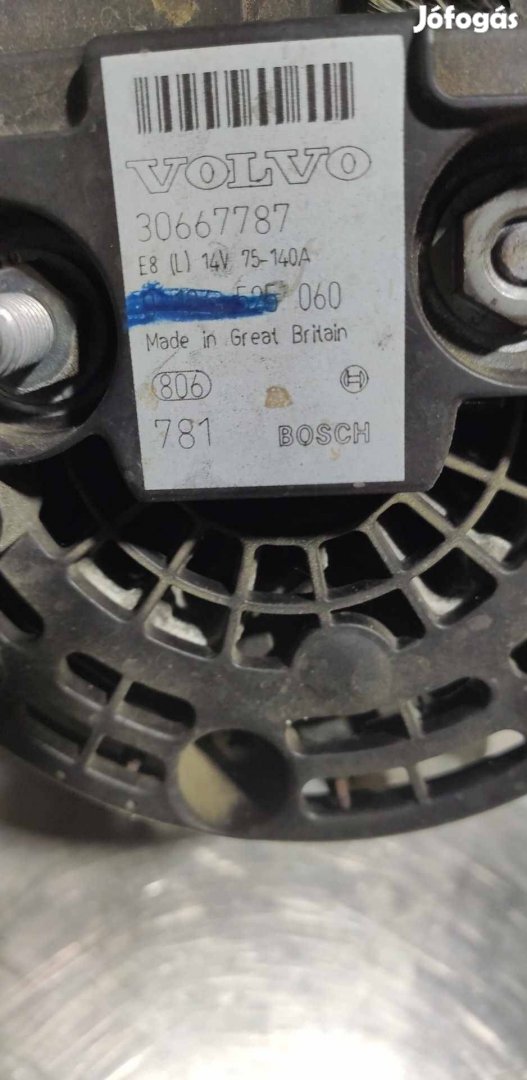 Jófogás
VOLVO
30667787
E8 (L) 14V 75-140A
060
Made in Great Britain
806
781 BOSCH